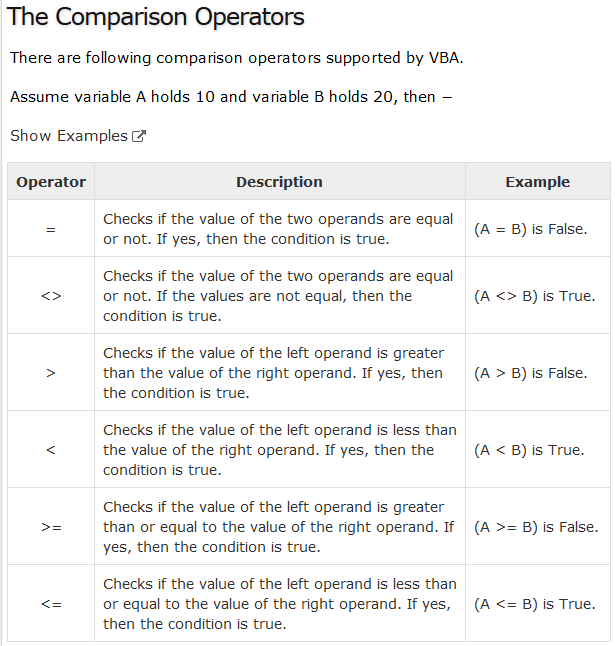 The Comparison Operators
There are following comparison operators supported by VBA.
Assume variable A holds 10 and variable B holds 20, then −
Show Examples
Operator Description Example
= Checks if the value of the two operands are equal
or not. If yes, then the condition is true. (A = B) is False.
<> Checks if the value of the two operands are equal
or not. If the values are not equal, then the
condition is true. (A <> B) is True.
> Checks if the value of the left operand is greater
than the value of the right operand. If yes, then
the condition is true. (A > B) is False.
< Checks if the value of the left operand is less than
the value of the right operand. If yes, then the
condition is true. (A < B) is True.
>= Checks if the value of the left operand is greater
than or equal to the value of the right operand. If
yes, then the condition is true. (A >= B) is False.
<= Checks if the value of the left operand is less than
or equal to the value of the right operand. If yes,
then the condition is true. (A <= B) is True.